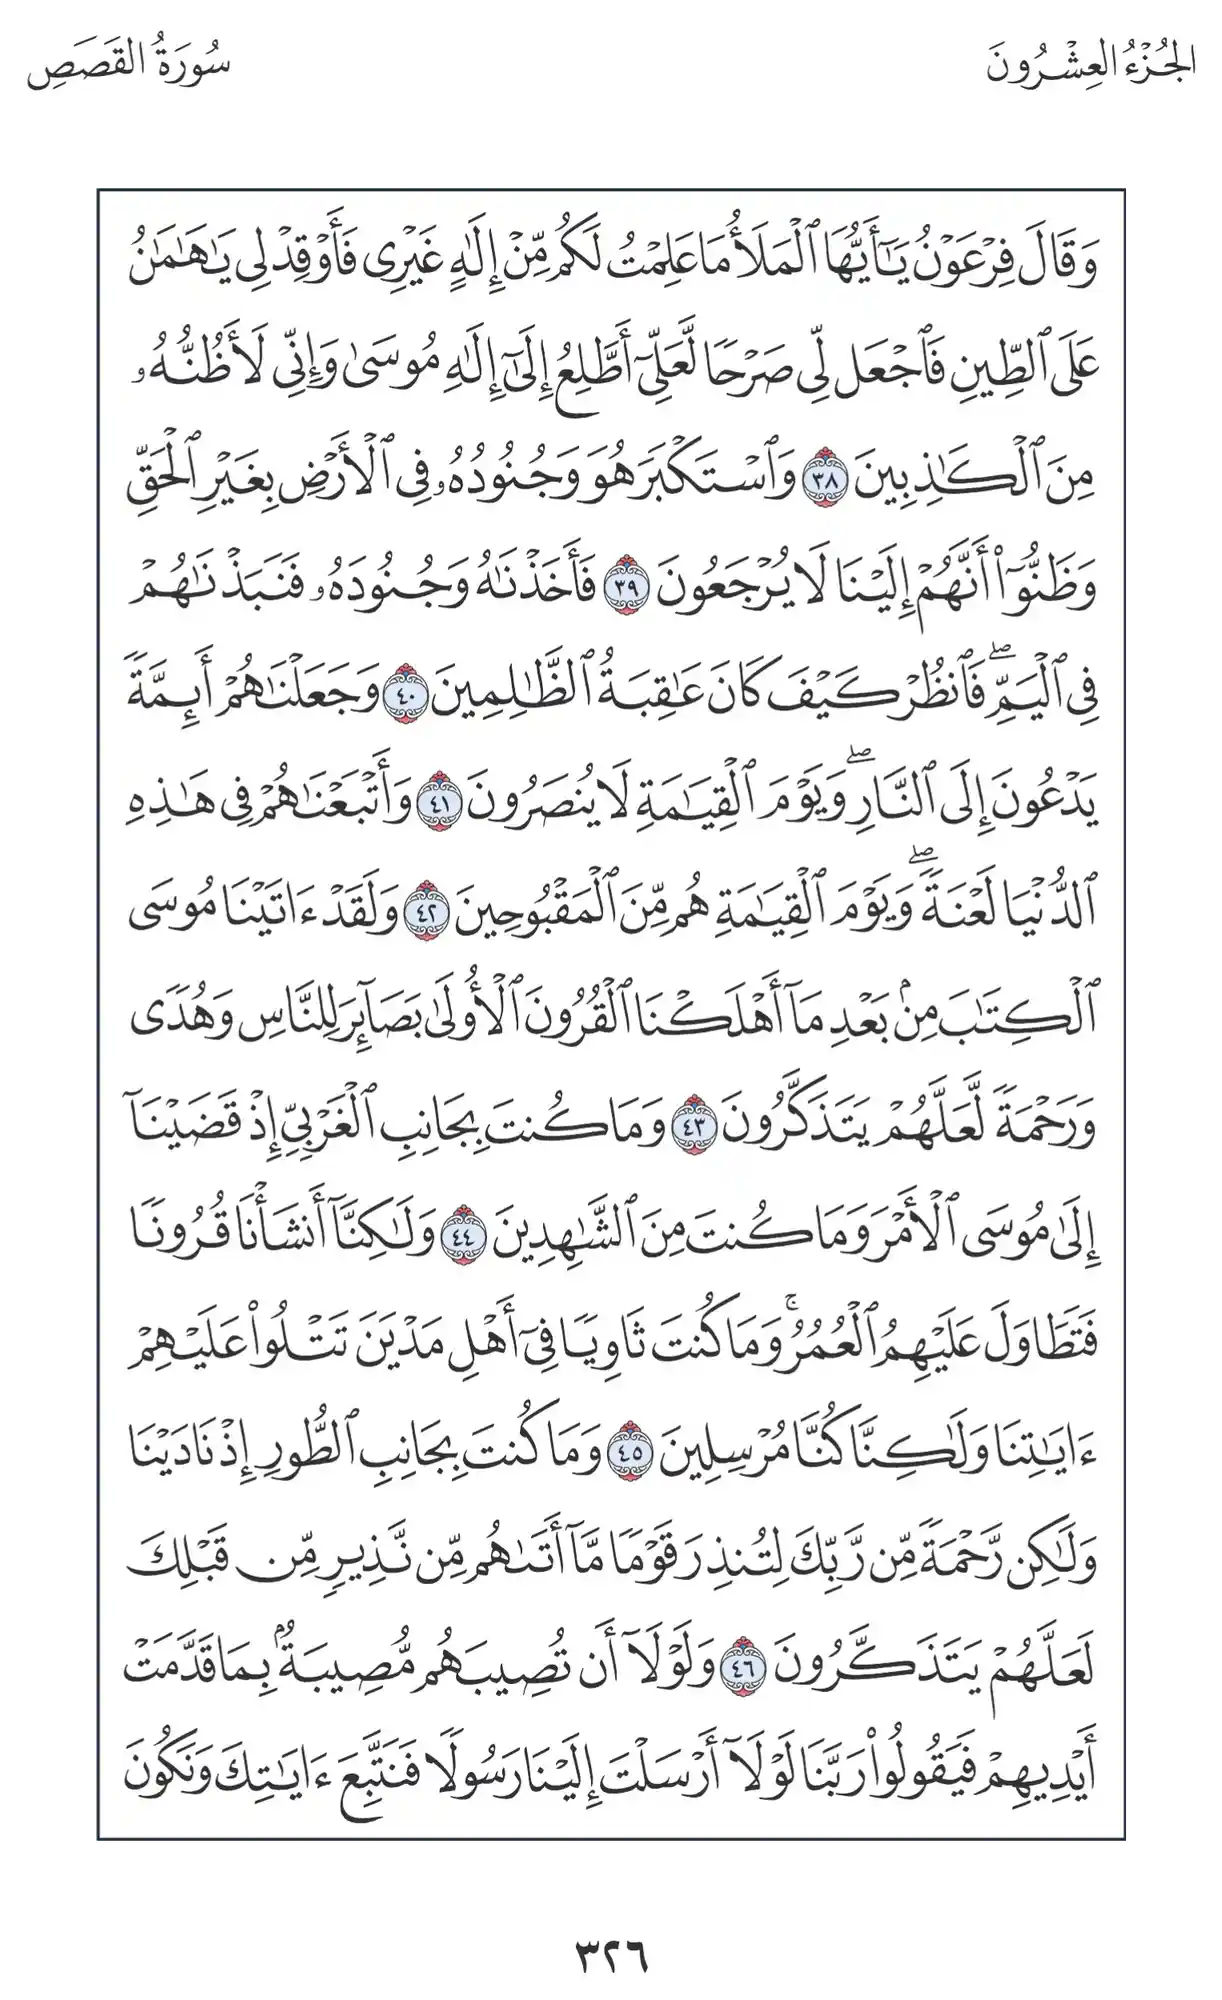 الجُزْءُ العِشْرُونَ
سُورَةُ القَصَصِ
وَقَالَ فِرْعَوْنُ يَٰٓأَيُّهَا ٱلْمَلَأُ مَا عَلِمْتُ لَكُم مِّنْ إِلَٰهٍ غَيْرِى فَأَوْقِدْ لِى يَٰهَٰمَٰنُ
عَلَى ٱلطِّينِ فَٱجْعَل لِّى صَرْحًا لَّعَلِّىٓ أَطَّلِعُ إِلَىٰٓ إِلَٰهِ مُوسَىٰ وَإِنِّى لَأَظُنُّهُۥ
مِنَ ٱلْكَٰذِبِينَ ٣٨ وَٱسْتَكْبَرَ هُوَ وَجُنُودُهُۥ فِى ٱلْأَرْضِ بِغَيْرِ ٱلْحَقِّ
وَظَنُّوٓا۟ أَنَّهُمْ إِلَيْنَا لَا يُرْجَعُونَ ٣٩ فَأَخَذْنَٰهُ وَجُنُودَهُۥ فَنَبَذْنَٰهُمْ
فِى ٱلْيَمِّ ۖ فَٱنظُرْ كَيْفَ كَانَ عَٰقِبَةُ ٱلظَّٰلِمِينَ ٤٠ وَجَعَلْنَٰهُمْ أَئِمَّةً
يَدْعُونَ إِلَى ٱلنَّارِ ۖ وَيَوْمَ ٱلْقِيَٰمَةِ لَا يُنصَرُونَ ٤١ وَأَتْبَعْنَٰهُمْ فِى هَٰذِهِ
ٱلدُّنْيَا لَعْنَةً ۖ وَيَوْمَ ٱلْقِيَٰمَةِ هُم مِّنَ ٱلْمَقْبُوحِينَ ٤٢ وَلَقَدْ ءَاتَيْنَا مُوسَى
ٱلْكِتَٰبَ مِنۢ بَعْدِ مَآ أَهْلَكْنَا ٱلْقُرُونَ ٱلْأُولَىٰ بَصَآئِرَ لِلنَّاسِ وَهُدًى
وَرَحْمَةً لَّعَلَّهُمْ يَتَذَكَّرُونَ ٤٣ وَمَا كُنتَ بِجَانِبِ ٱلْغَرْبِىِّ إِذْ قَضَيْنَآ
إِلَىٰ مُوسَى ٱلْأَمْرَ وَمَا كُنتَ مِنَ ٱلشَّٰهِدِينَ ٤٤ وَلَٰكِنَّآ أَنشَأْنَا قُرُونًا
فَتَطَاوَلَ عَلَيْهِمُ ٱلْعُمُرُ ۚ وَمَا كُنتَ ثَاوِيًا فِىٓ أَهْلِ مَدْيَنَ تَتْلُوا۟ عَلَيْهِمْ
ءَايَٰتِنَا وَلَٰكِنَّا كُنَّا مُرْسِلِينَ ٤٥ وَمَا كُنتَ بِجَانِبِ ٱلطُّورِ إِذْ نَادَيْنَا
وَلَٰكِن رَّحْمَةً مِّن رَّبِّكَ لِتُنذِرَ قَوْمًا مَّآ أَتَىٰهُم مِّن نَّذِيرٍ مِّن قَبْلِكَ
لَعَلَّهُمْ يَتَذَكَّرُونَ ٤٦ وَلَوْلَآ أَن تُصِيبَهُم مُّصِيبَةٌۢ بِمَا قَدَّمَتْ
أَيْدِيهِمْ فَيَقُولُوا۟ رَبَّنَا لَوْلَآ أَرْسَلْتَ إِلَيْنَا رَسُولًا فَنَتَّبِعَ ءَايَٰتِكَ وَنَكُونَ
٣٢٦